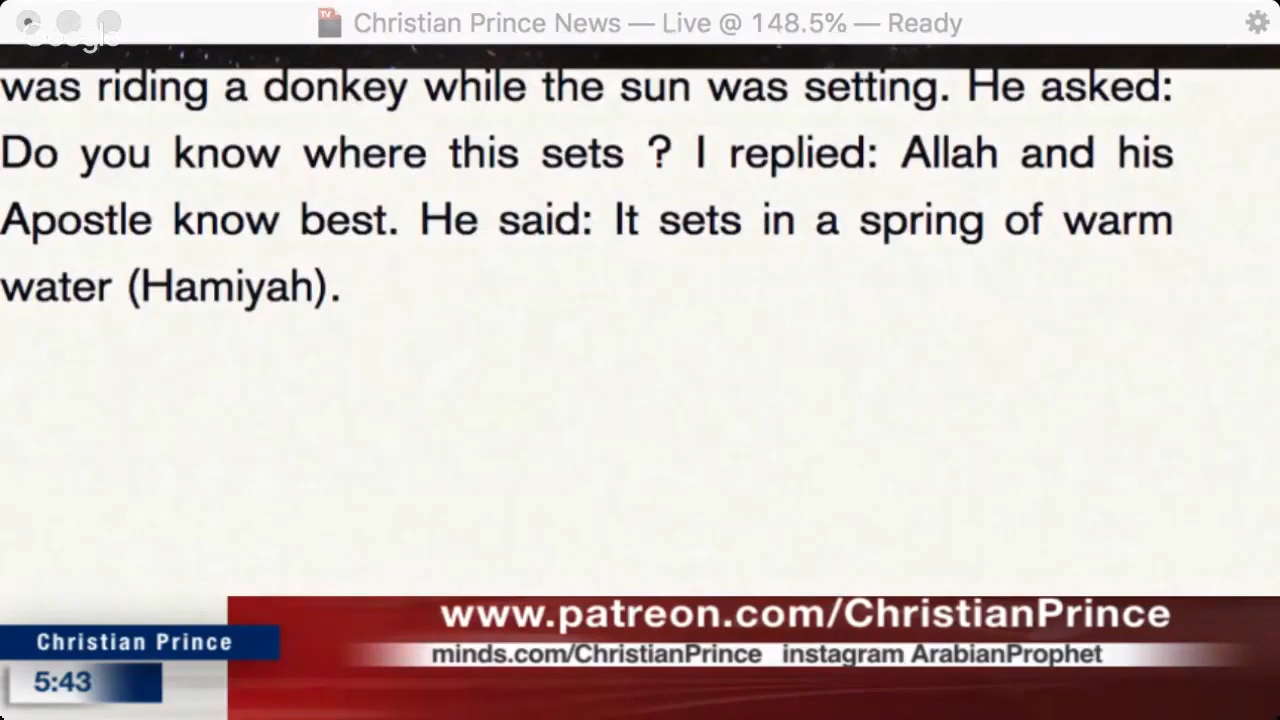 Christian Prince News — Live @ 148.5% — Ready
Google
was riding a donkey while the sun was setting. He asked:
Do you know where this sets ? I replied: Allah and his
Apostle know best. He said: It sets in a spring of warm
water (Hamiyah).
www.patreon.com/ChristianPrince
Christian Prince
minds.com/ChristianPrince instagram ArabianProphet
5:43